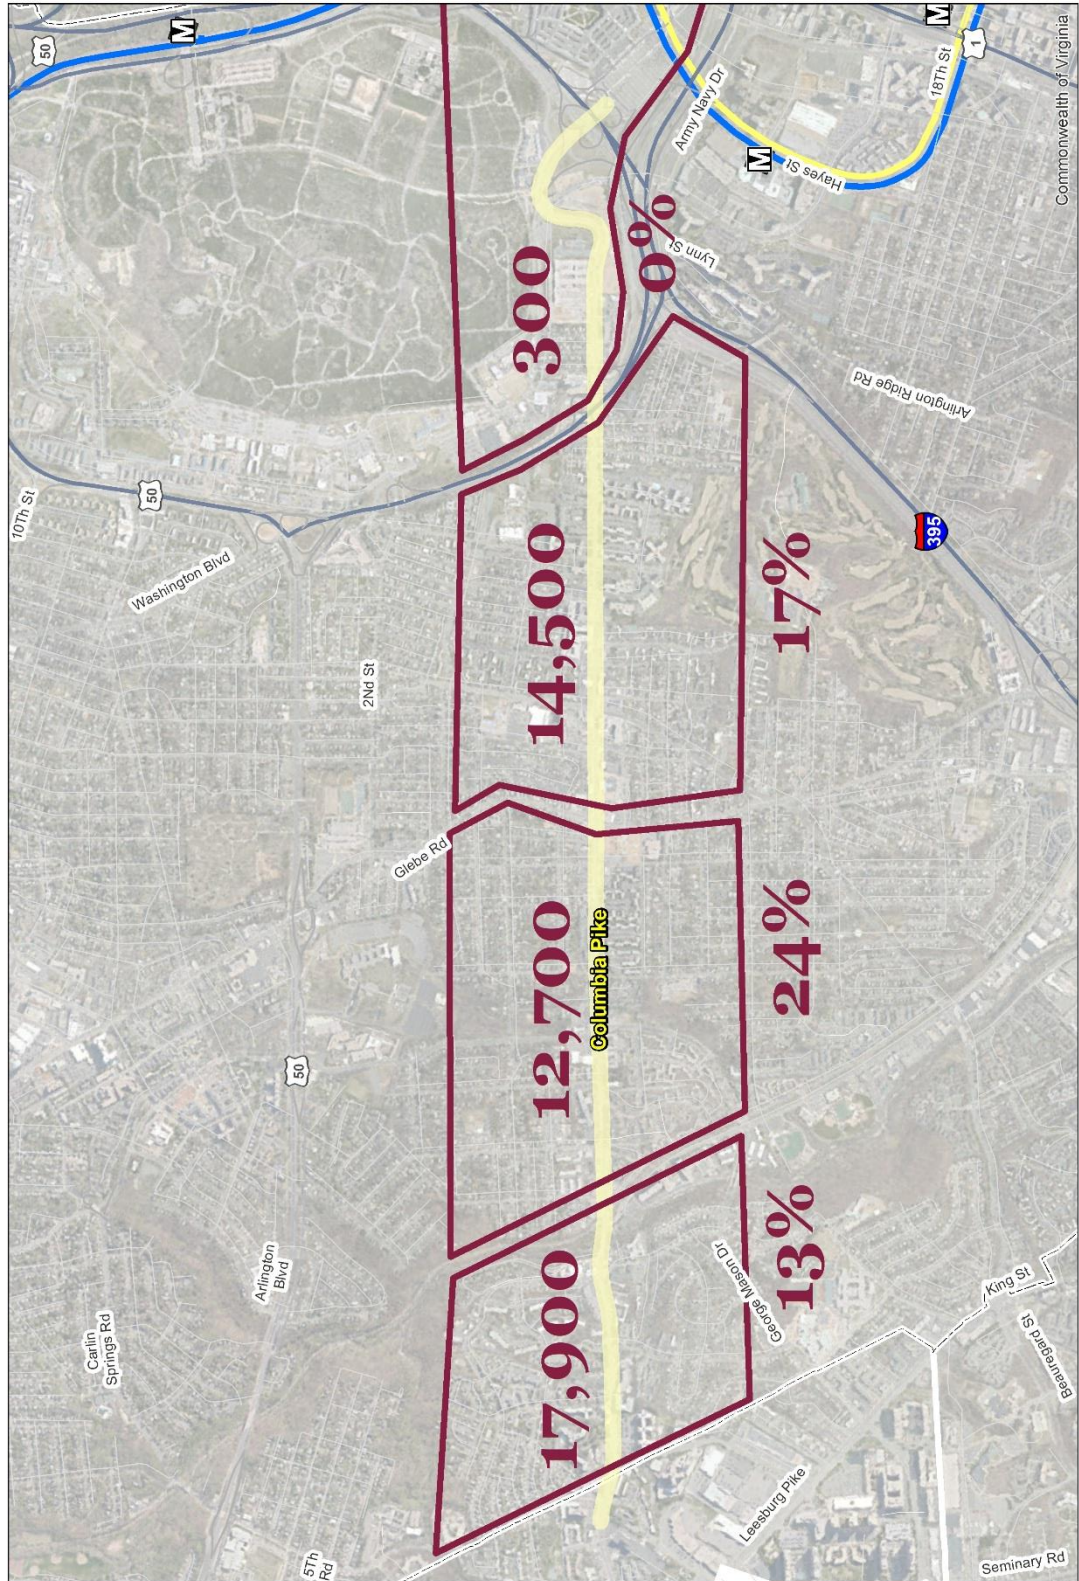 5Th
Rd
Carlin
Springs Rd
Arlington
Blvd
50
Glebe Rd
2Nd St
Washington Blvd
10Th St
50
M
50
17,900
12,700
14,500
300
Columbia Pike
13%
24%
17%
0%
Leesburg Pike
George Mason Dr
Lynn St
Army Navy Dr
M
Hayes St
18Th St
M
1
Arlington Ridge Rd
395
King St
Beauregard St
Seminary Rd
Commonwealth of Virginia